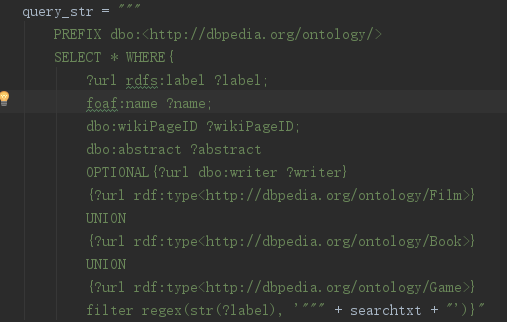 query_str = """
PREFIX dbo:<http://dbpedia.org/ontology/>
SELECT * WHERE{
?url rdfs:label ?label;
foaf:name ?name;
dbo:wikiPageID ?wikiPageID;
dbo:abstract ?abstract
OPTIONAL{?url dbo:writer ?writer}
{?url rdf:type<http://dbpedia.org/ontology/Film>}
UNION
{?url rdf:type<http://dbpedia.org/ontology/Book>}
UNION
{?url rdf:type<http://dbpedia.org/ontology/Game>}
filter regex(str(?label), '""" + searchtxt + "')}"